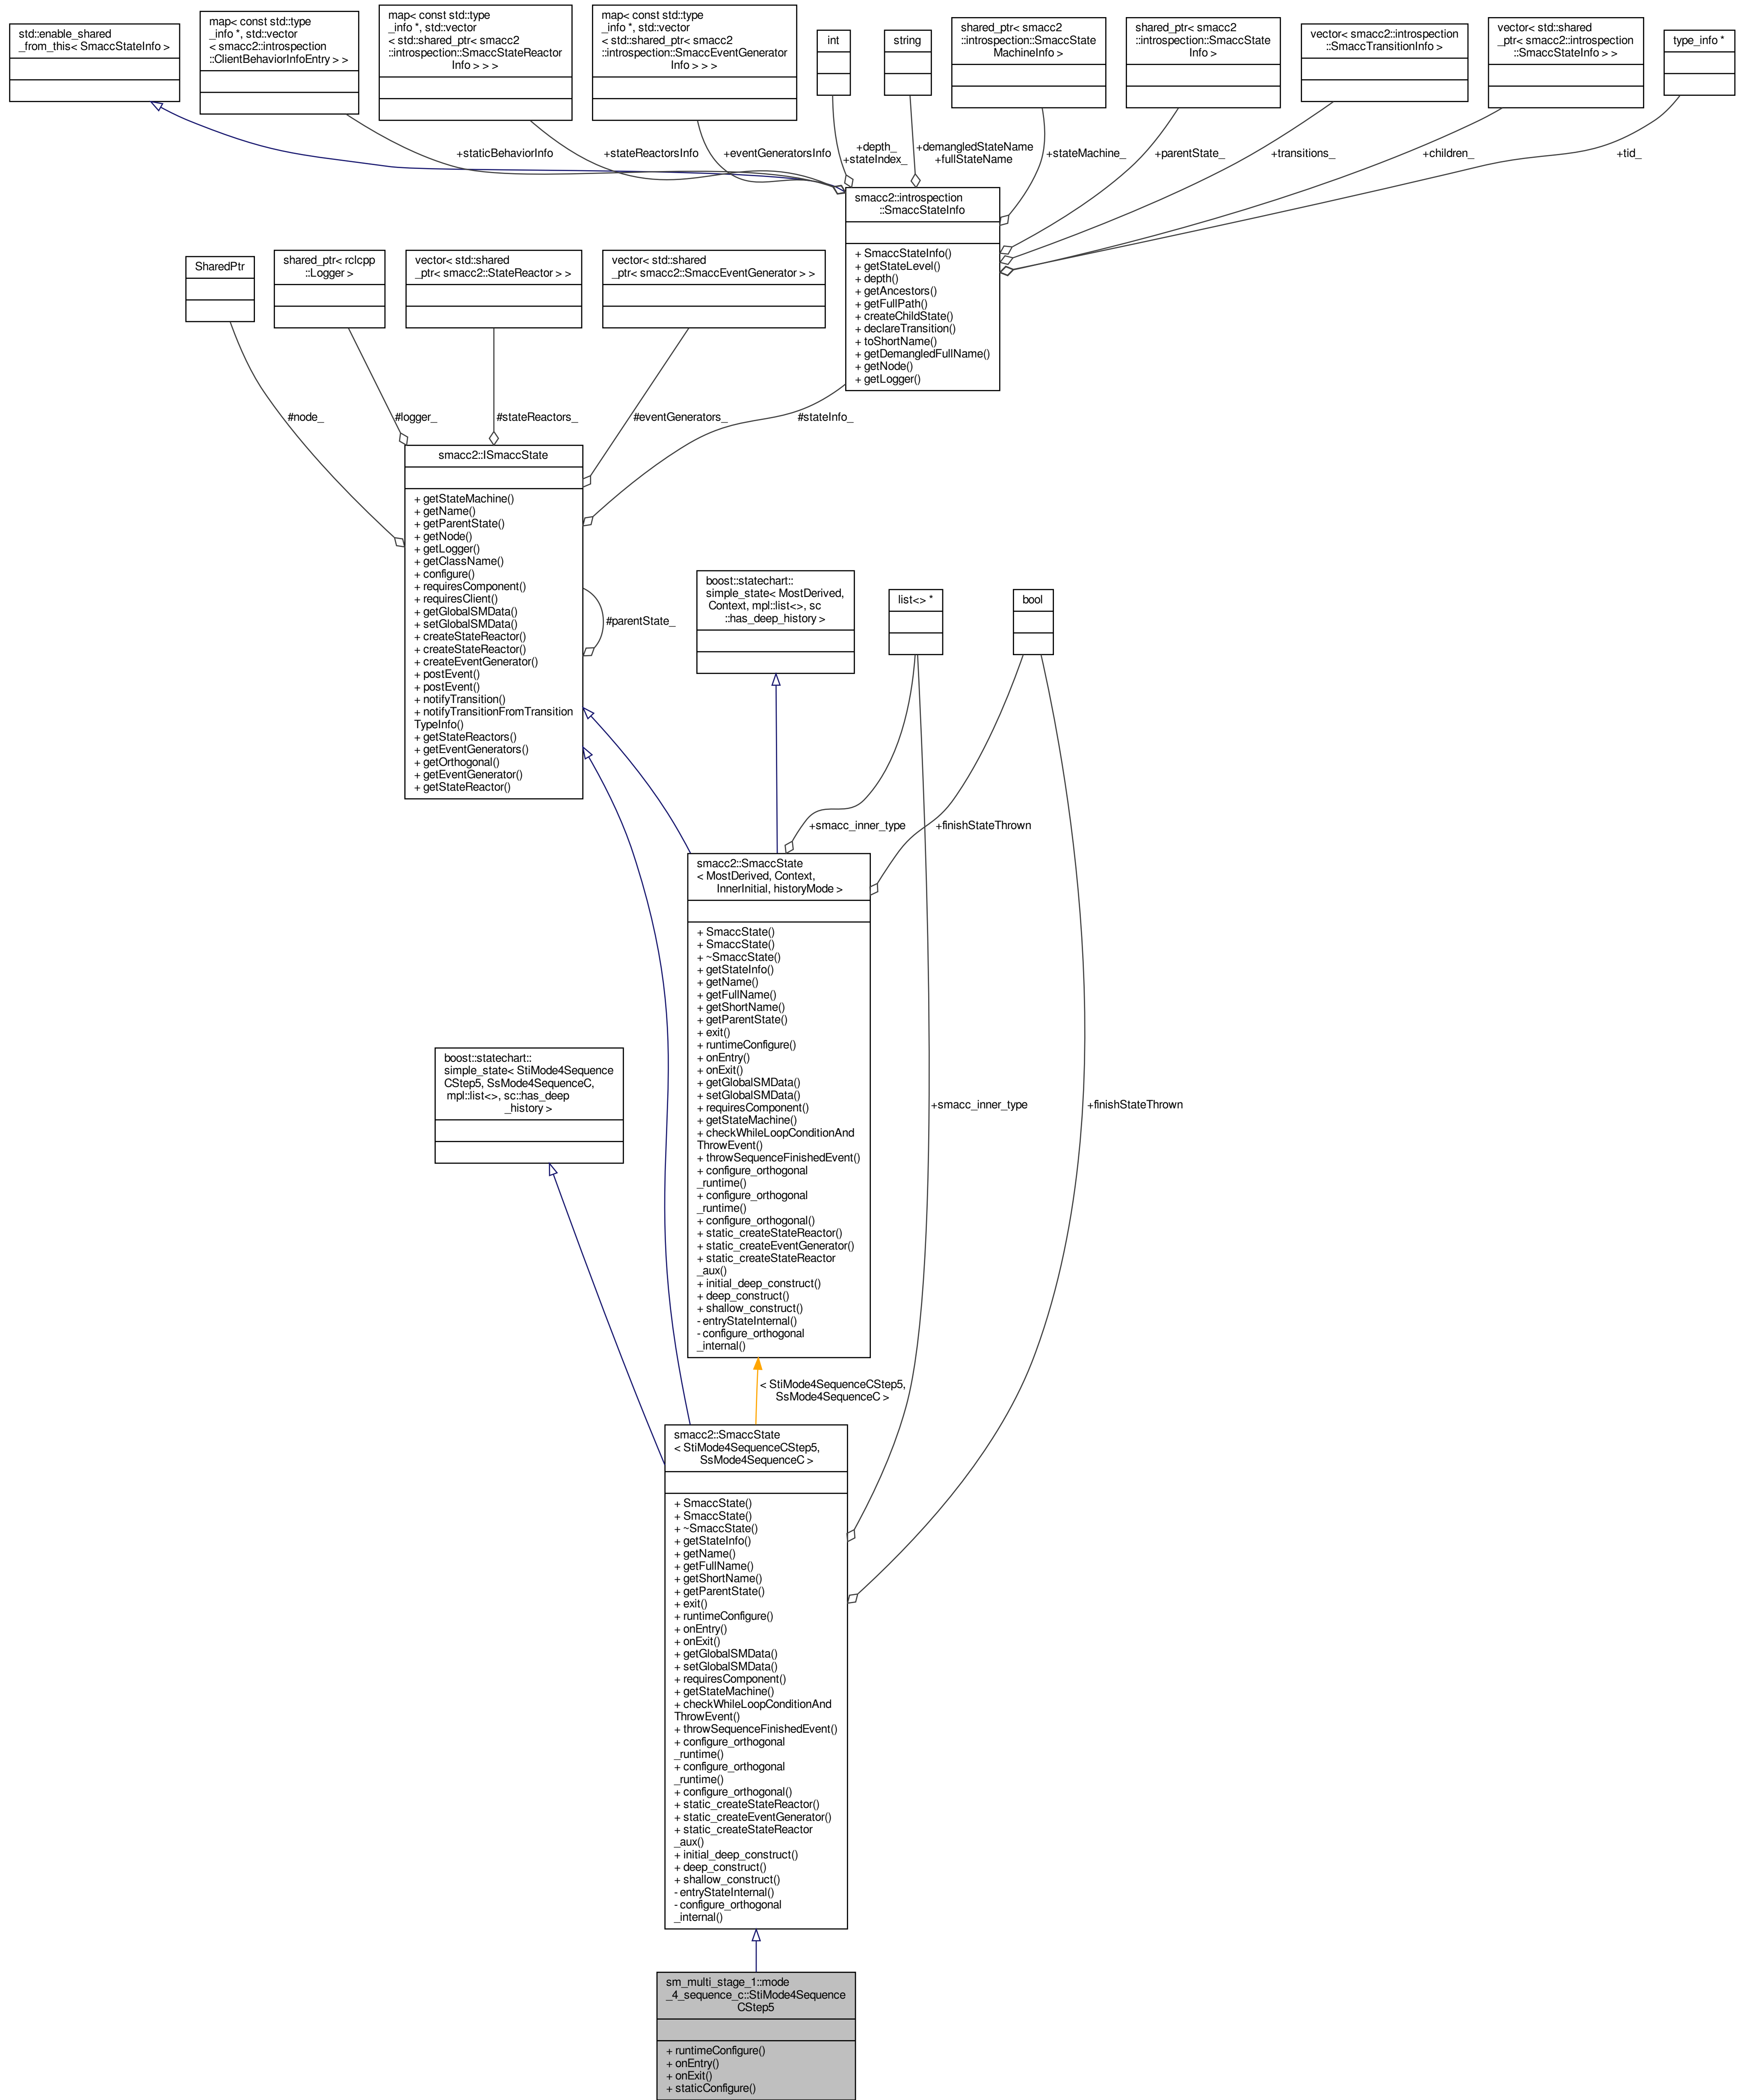 std::enable_shared
_from_this< SmaccStateInfo >
map< const std::type
_info *, std::vector
< smacc2::introspection
::ClientBehaviorInfoEntry > >
map< const std::type
_info *, std::vector
< std::shared_ptr< smacc2
::introspection::SmaccStateReactor
Info > > >
map< const std::type
_info *, std::vector
< std::shared_ptr< smacc2
::introspection::SmaccEventGenerator
Info > > >
int
string
shared_ptr< smacc2
::introspection::SmaccState
MachineInfo >
shared_ptr< smacc2
::introspection::SmaccState
Info >
vector< smacc2::introspection
::SmaccTransitionInfo >
vector< std::shared
_ptr< smacc2::introspection
::SmaccStateInfo > >
type_info *
+staticBehaviorInfo
+stateReactorsInfo
+eventGeneratorsInfo
+depth_
+stateIndex_
+demangledStateName
+fullStateName
+stateMachine_
+parentState_
+transitions_
+children_
+tid_
smacc2::introspection
::SmaccStateInfo
+ SmaccStateInfo()
+ getStateLevel()
+ depth()
+ getAncestors()
+ getFullPath()
+ createChildState()
+ declareTransition()
+ toShortName()
+ getDemangledFullName()
+ getNode()
+ getLogger()
SharedPtr
shared_ptr< rclcpp
::Logger >
vector< std::shared
_ptr< smacc2::StateReactor > >
vector< std::shared
_ptr< smacc2::SmaccEventGenerator > >
#node_
#logger_
#stateReactors_
#eventGenerators_
#stateInfo_
smacc2::ISmaccState
+ getStateMachine()
+ getName()
+ getParentState()
+ getNode()
+ getLogger()
+ getClassName()
+ configure()
+ requiresComponent()
+ requiresClient()
+ getGlobalSMData()
+ setGlobalSMData()
+ createStateReactor()
+ createStateReactor()
+ createEventGenerator()
+ postEvent()
+ postEvent()
+ notifyTransition()
+ notifyTransitionFromTransition
TypeInfo()
+ getStateReactors()
+ getEventGenerators()
+ getOrthogonal()
+ getEventGenerator()
+ getStateReactor()
#parentState_
boost::statechart::
simple_state< MostDerived,
Context, mpl::list<>, sc
::has_deep_history >
list<> *
bool
+smacc_inner_type
+finishStateThrown
smacc2::SmaccState
< MostDerived, Context,
InnerInitial, historyMode >
+ SmaccState()
+ SmaccState()
+ ~SmaccState()
+ getStateInfo()
+ getName()
+ getFullName()
+ getShortName()
+ getParentState()
+ exit()
+ runtimeConfigure()
+ onEntry()
+ onExit()
+ getGlobalSMData()
+ setGlobalSMData()
+ requiresComponent()
+ getStateMachine()
+ checkWhileLoopConditionAnd
ThrowEvent()
+ throwSequenceFinishedEvent()
+ configure_orthogonal
_runtime()
+ configure_orthogonal
_runtime()
+ configure_orthogonal()
+ static_createStateReactor()
+ static_createEventGenerator()
+ static_createStateReactor
_aux()
+ initial_deep_construct()
+ deep_construct()
+ shallow_construct()
- entryStateInternal()
- configure_orthogonal
_internal()
boost::statechart::
simple_state< StiMode4Sequence
CStep5, SsMode4SequenceC,
mpl::list<>, sc::has_deep
_history >
+smacc_inner_type
+finishStateThrown
< StiMode4SequenceCStep5,
SsMode4SequenceC >
smacc2::SmaccState
< StiMode4SequenceCStep5,
SsMode4SequenceC >
+ SmaccState()
+ SmaccState()
+ ~SmaccState()
+ getStateInfo()
+ getName()
+ getFullName()
+ getShortName()
+ getParentState()
+ exit()
+ runtimeConfigure()
+ onEntry()
+ onExit()
+ getGlobalSMData()
+ setGlobalSMData()
+ requiresComponent()
+ getStateMachine()
+ checkWhileLoopConditionAnd
ThrowEvent()
+ throwSequenceFinishedEvent()
+ configure_orthogonal
_runtime()
+ configure_orthogonal
_runtime()
+ configure_orthogonal()
+ static_createStateReactor()
+ static_createEventGenerator()
+ static_createStateReactor
_aux()
+ initial_deep_construct()
+ deep_construct()
+ shallow_construct()
- entryStateInternal()
- configure_orthogonal
_internal()
sm_multi_stage_1::mode
_4_sequence_c::StiMode4Sequence
CStep5
+ runtimeConfigure()
+ onEntry()
+ onExit()
+ staticConfigure()